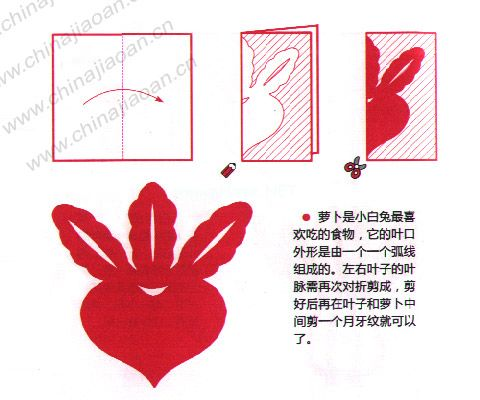 www.chinajiaoan.cn
www.chinajiaoan.cn
www.chinajiaoan.cn
● 萝卜是小白兔最喜
欢吃的食物，它的叶口
外形是由一个一个弧线
组成的。左右叶子的叶
脉需再次对折剪成，剪
好后再在叶子和萝卜中
间剪一个月牙纹就可以
了。